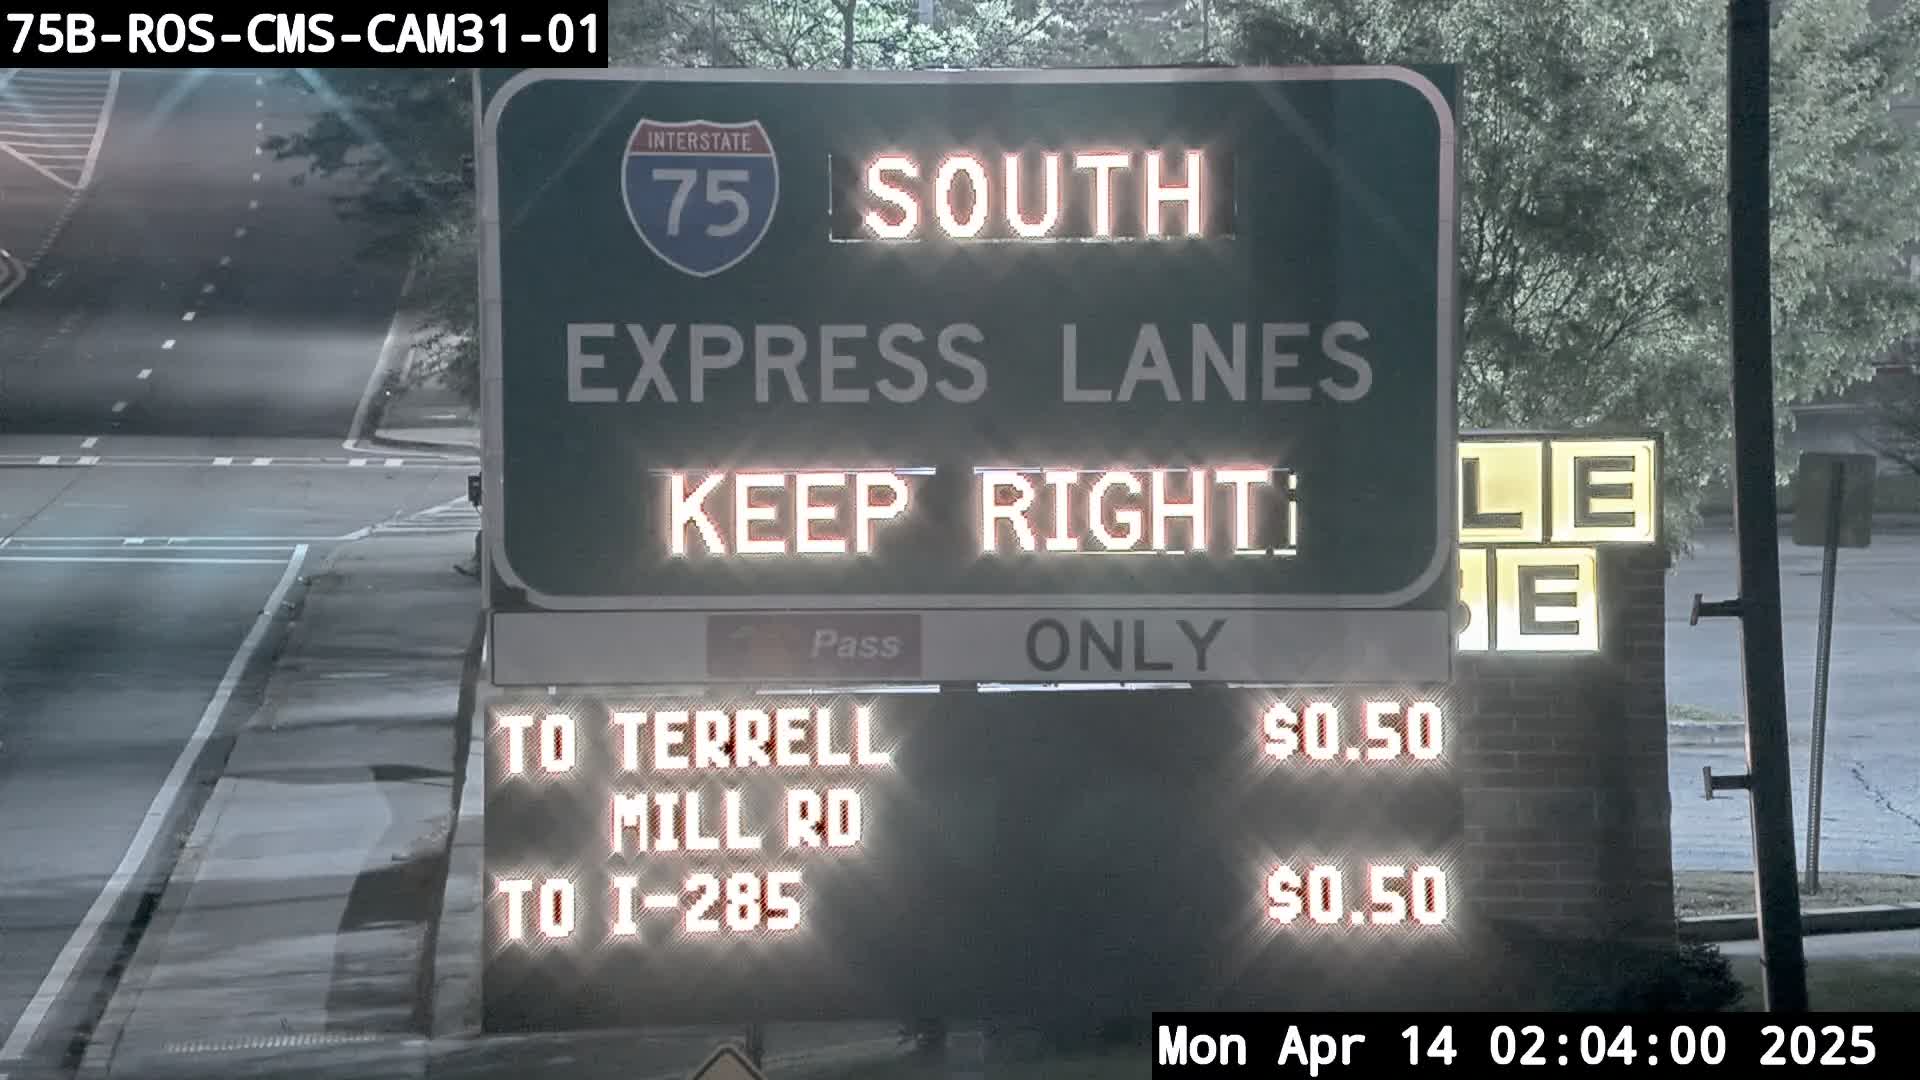 75B-ROS-CMS-CAM31-01
INTERSTATE
75
SOUTH
EXPRESS LANES
KEEP RIGHT
Pass ONLY
TO TERRELL $0.50
MILL RD
TO I-285 $0.50
LE
E
Mon Apr 14 02:04:00 2025